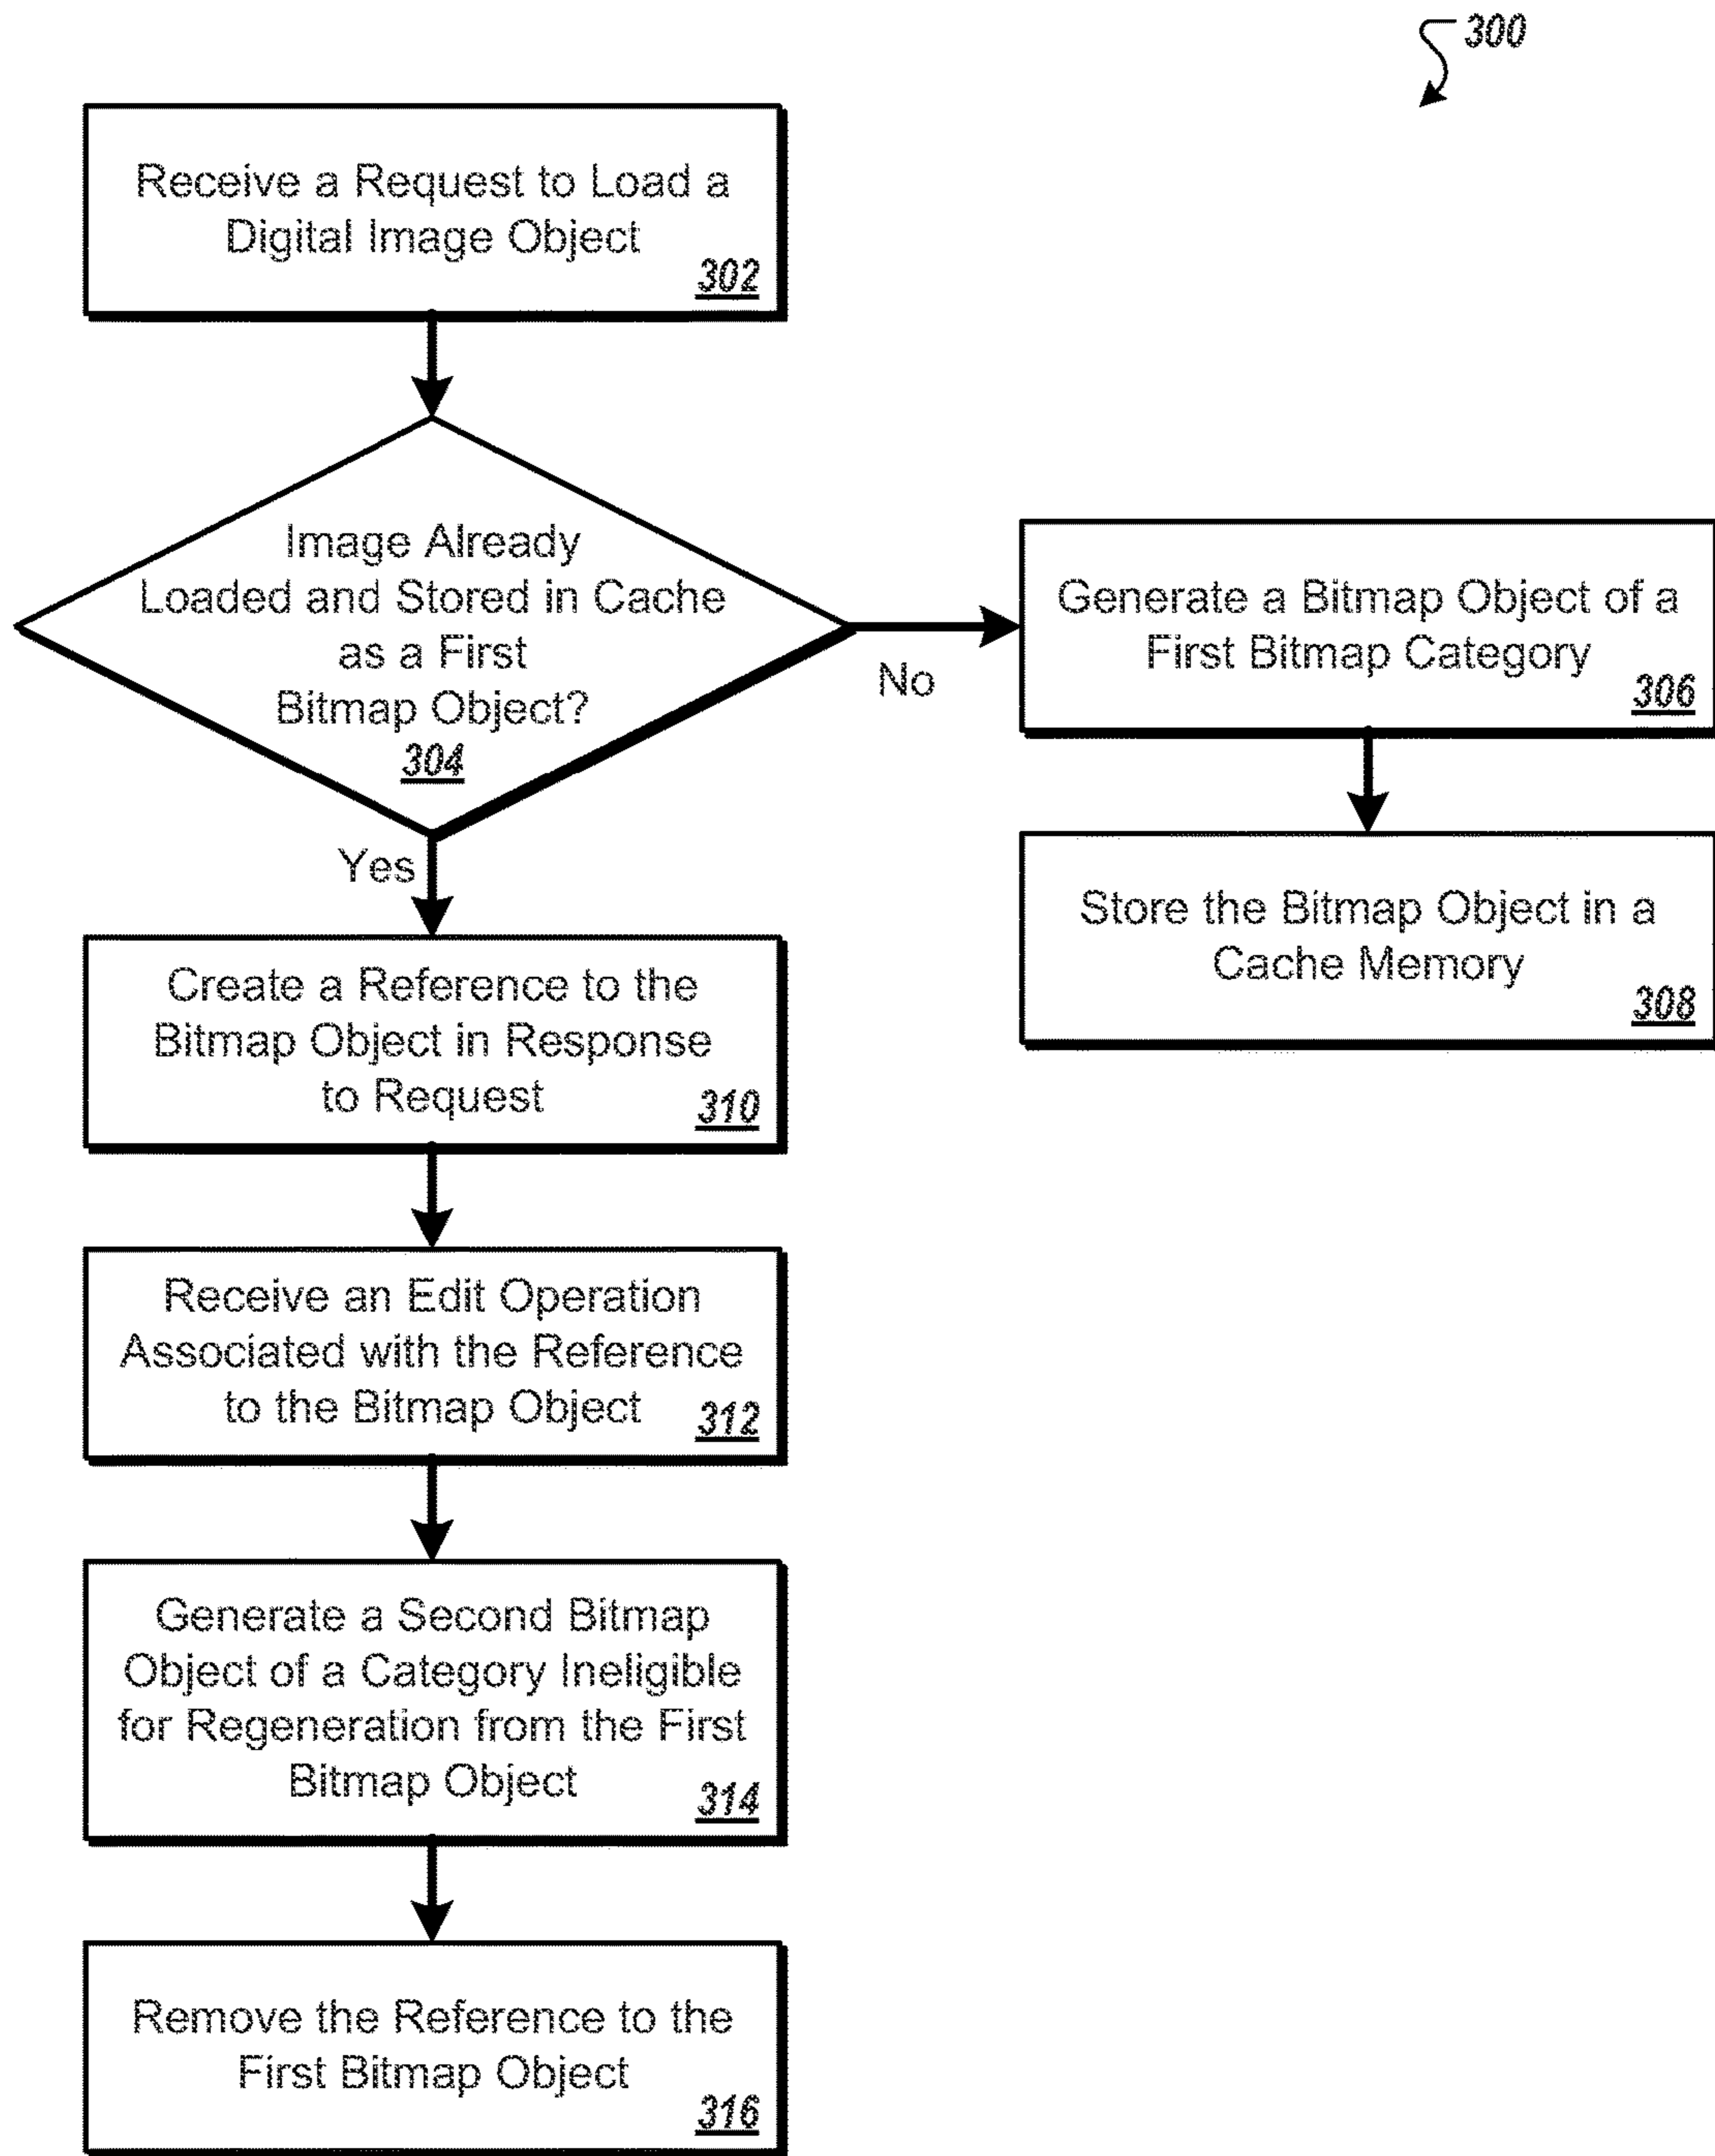 300
Receive a Request to Load a
Digital Image Object
302
Image Already
Loaded and Stored in Cache
as a First
Bitmap Object?
304
No
Generate a Bitmap Object of a
First Bitmap Category
306
Store the Bitmap Object in a
Cache Memory
308
Yes
Create a Reference to the
Bitmap Object in Response
to Request
310
Receive an Edit Operation
Associated with the Reference
to the Bitmap Object
312
Generate a Second Bitmap
Object of a Category Ineligible
for Regeneration from the First
Bitmap Object
314
Remove the Reference to the
First Bitmap Object
316